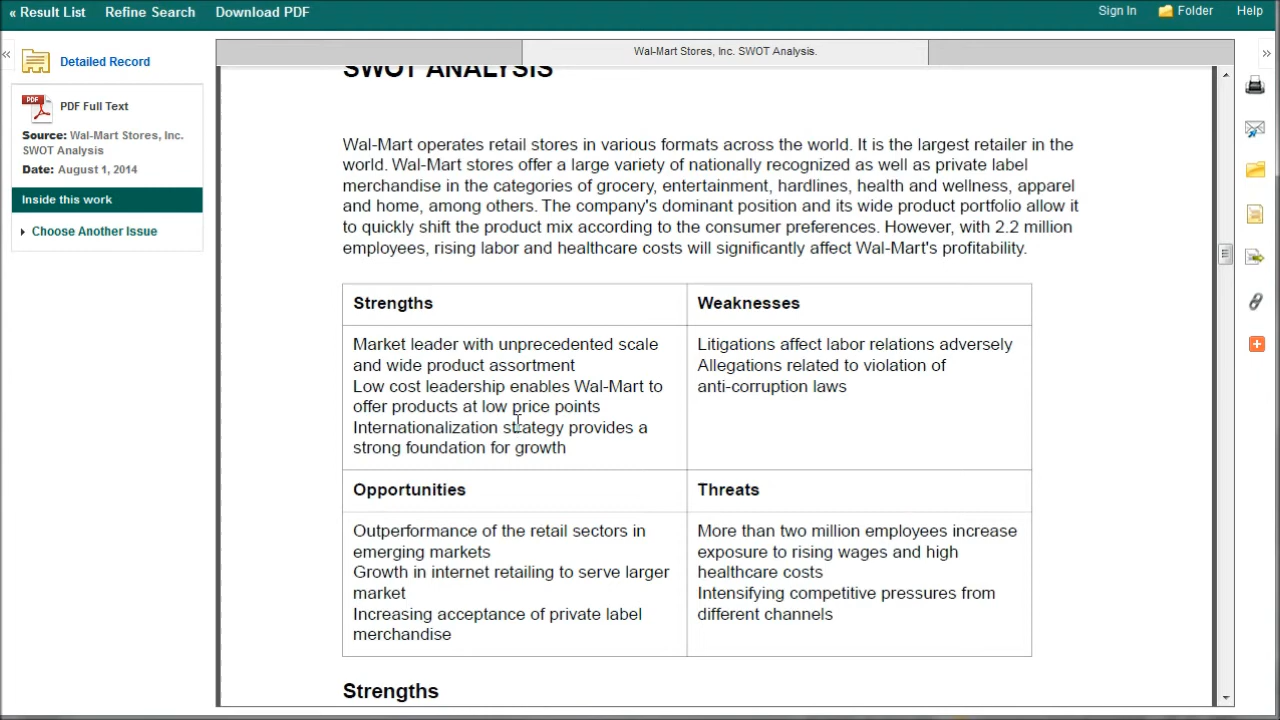 « Result List Refine Search Download PDF Sign In Folder Help
« Detailed Record Wal-Mart Stores, Inc. SWOT Analysis. »
PDF PDF Full Text
Source: Wal-Mart Stores, Inc.
SWOT Analysis
Date: August 1, 2014
Inside this work
Choose Another Issue
SWOT ANALYSIS
Wal-Mart operates retail stores in various formats across the world. It is the largest retailer in the
world. Wal-Mart stores offer a large variety of nationally recognized as well as private label
merchandise in the categories of grocery, entertainment, hardlines, health and wellness, apparel
and home, among others. The company's dominant position and its wide product portfolio allow it
to quickly shift the product mix according to the consumer preferences. However, with 2.2 million
employees, rising labor and healthcare costs will significantly affect Wal-Mart's profitability.
Strengths
Market leader with unprecedented scale
and wide product assortment
Low cost leadership enables Wal-Mart to
offer products at low price points
Internationalization strategy provides a
strong foundation for growth
Weaknesses
Litigations affect labor relations adversely
Allegations related to violation of
anti-corruption laws
Opportunities
Outperformance of the retail sectors in
emerging markets
Growth in internet retailing to serve larger
market
Increasing acceptance of private label
merchandise
Threats
More than two million employees increase
exposure to rising wages and high
healthcare costs
Intensifying competitive pressures from
different channels
Strengths